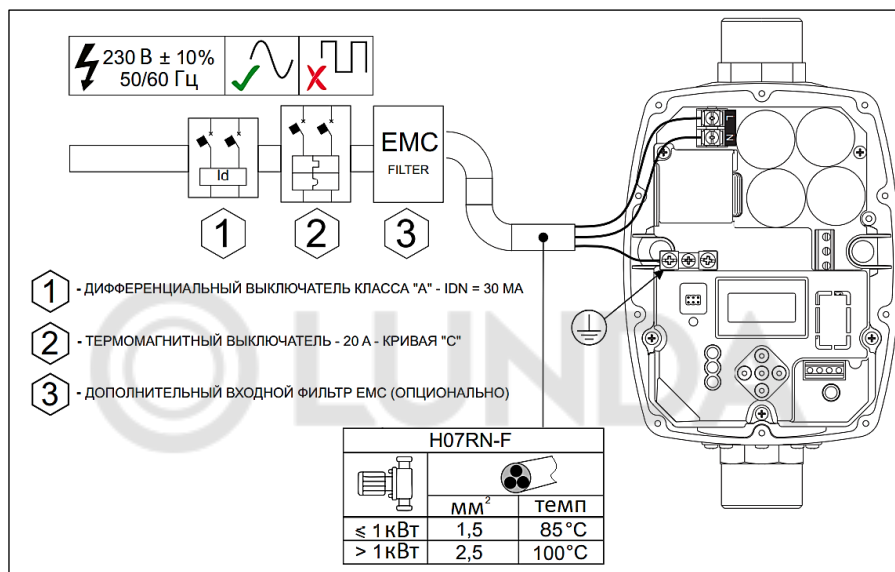 230 В ± 10%
50/60 Гц
Id
EMC
FILTER
L
N
1
2
3
1 - ДИФФЕРЕНЦИАЛЬНЫЙ ВЫКЛЮЧАТЕЛЬ КЛАССА "А" - IDN = 30 МА
2 - ТЕРМОМАГНИТНЫЙ ВЫКЛЮЧАТЕЛЬ - 20 А - КРИВАЯ "С"
3 - ДОПОЛНИТЕЛЬНЫЙ ВХОДНОЙ ФИЛЬТР ЕМС (ОПЦИОНАЛЬНО)
LUNDA
H07RN-F
мм² темп
≤ 1 кВт 1,5 85°C
> 1 кВт 2,5 100°C